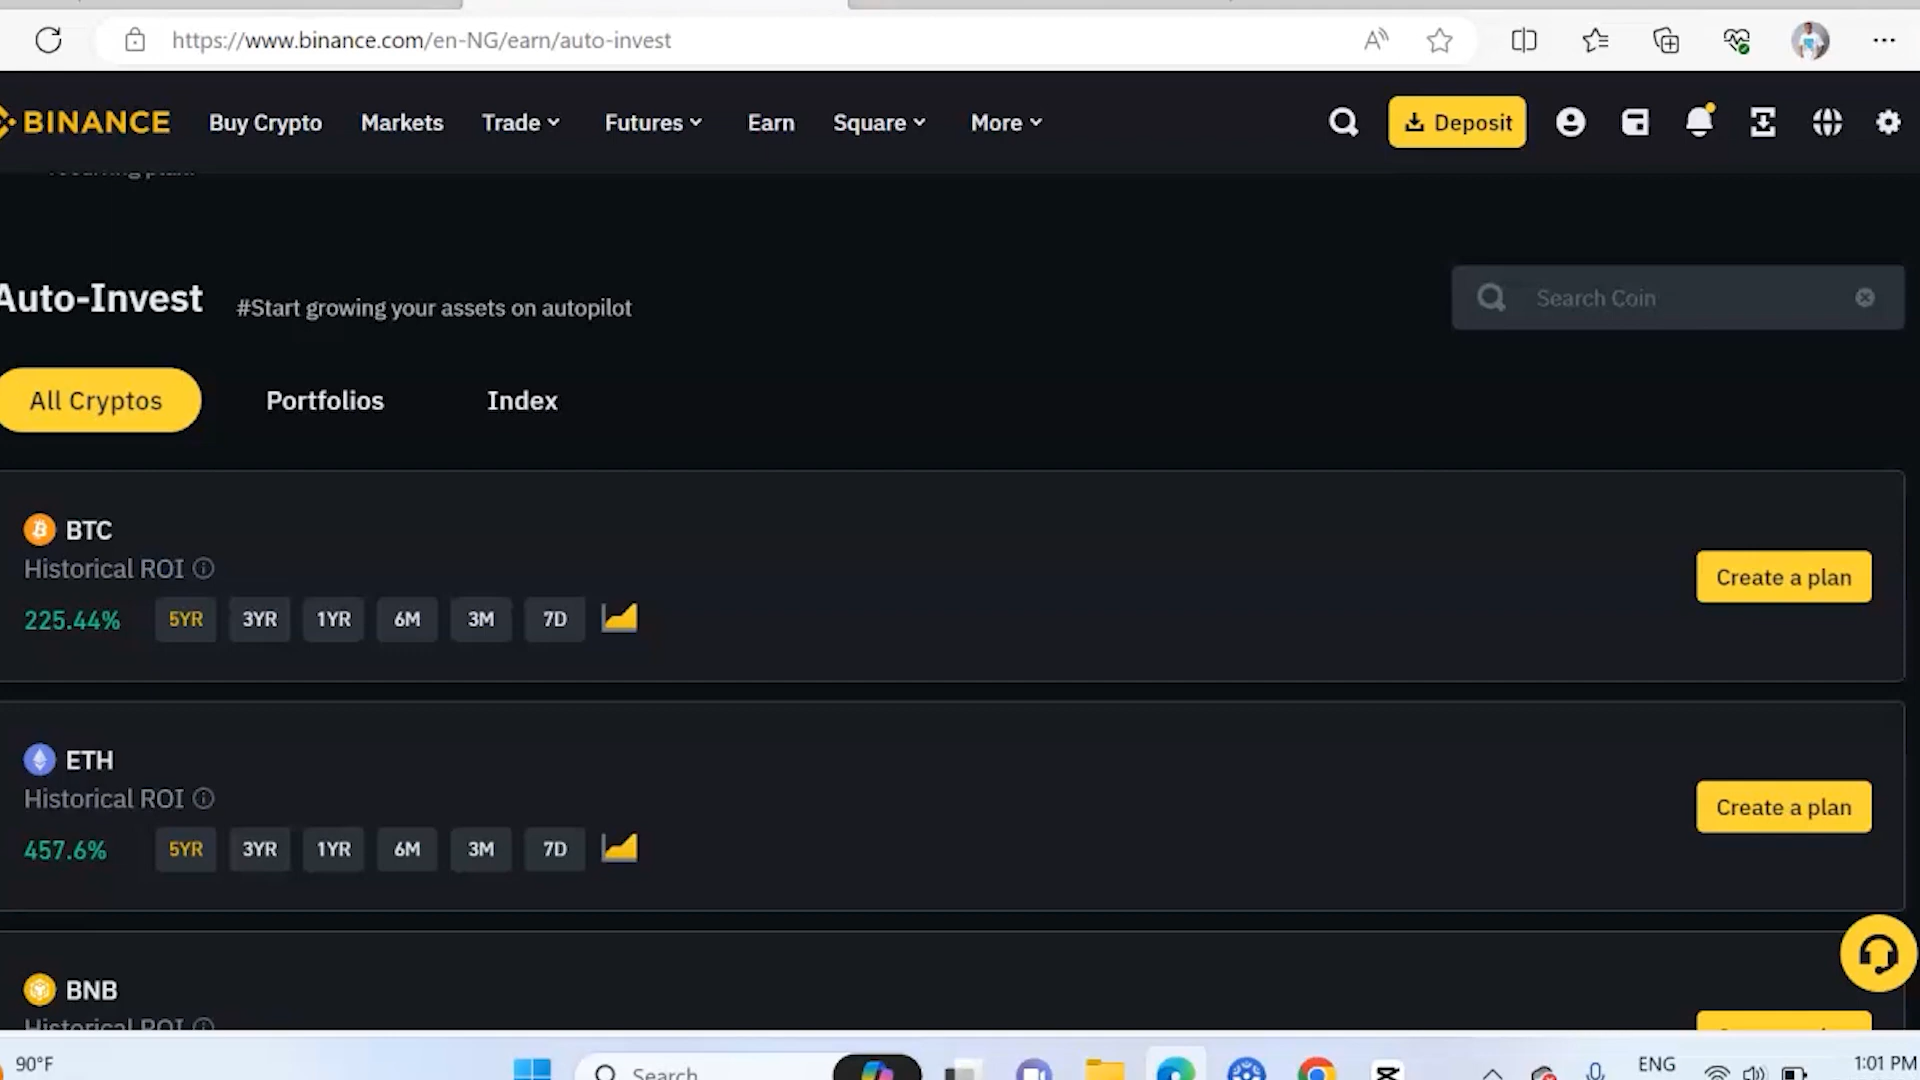 https://www.binance.com/en-NG/earn/auto-invest
BINANCE Buy Crypto Markets Trade Futures Earn Square More Deposit
Auto-Invest #Start growing your assets on autopilot Search Coin
All Cryptos Portfolios Index
BTC
Historical ROI
225.44% 5YR 3YR 1YR 6M 3M 7D
Create a plan
ETH
Historical ROI
457.6% 5YR 3YR 1YR 6M 3M 7D
Create a plan
BNB
Historical ROI
90°F Search ENG 1:01 PM